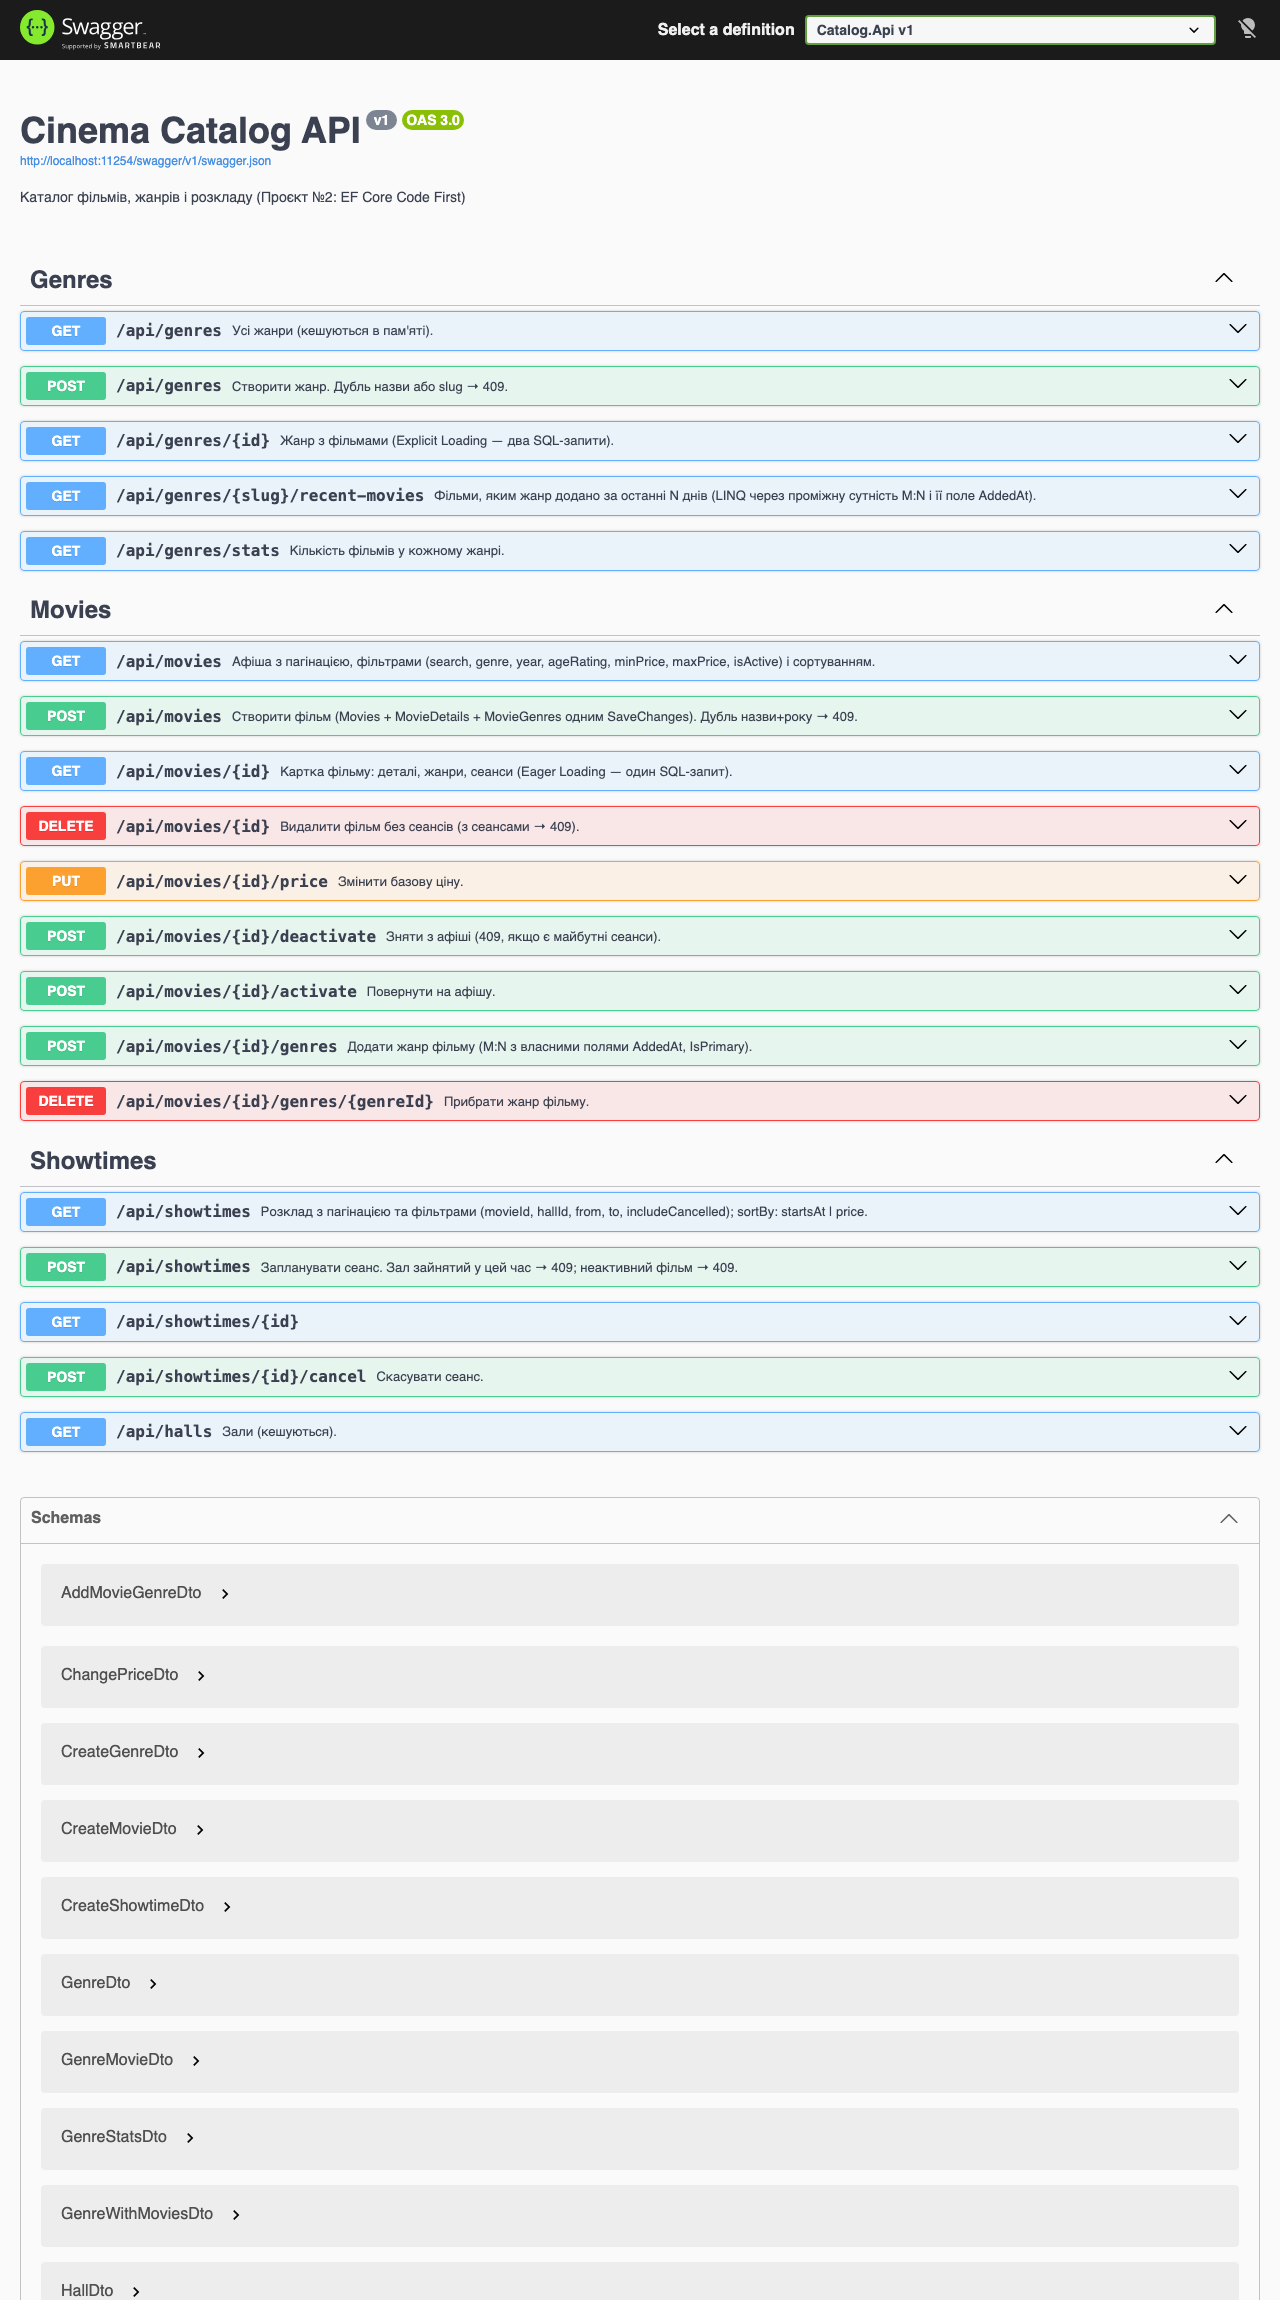 Swagger
Supported by SMARTBEAR
Select a definition
Catalog.Api v1
Cinema Catalog API v1 OAS 3.0
http://localhost:11254/swagger/v1/swagger.json
Каталог фільмів, жанрів і розкладу (Проєкт №2: EF Core Code First)
Genres
GET /api/genres Усі жанри (кешуються в пам'яті).
POST /api/genres Створити жанр. Дубль назви або slug → 409.
GET /api/genres/{id} Жанр з фільмами (Explicit Loading — два SQL-запити).
GET /api/genres/{slug}/recent-movies Фільми, яким жанр додано за останні N днів (LINQ через проміжну сутність M:N і її поле AddedAt).
GET /api/genres/stats Кількість фільмів у кожному жанрі.
Movies
GET /api/movies Афіша з пагінацією, фільтрами (search, genre, year, ageRating, minPrice, maxPrice, isActive) і сортуванням.
POST /api/movies Створити фільм (Movies + MovieDetails + MovieGenres одним SaveChanges). Дубль назви+року → 409.
GET /api/movies/{id} Картка фільму: деталі, жанри, сеанси (Eager Loading — один SQL-запит).
DELETE /api/movies/{id} Видалити фільм без сеансів (з сеансами → 409).
PUT /api/movies/{id}/price Змінити базову ціну.
POST /api/movies/{id}/deactivate Зняти з афіші (409, якщо є майбутні сеанси).
POST /api/movies/{id}/activate Повернути на афішу.
POST /api/movies/{id}/genres Додати жанр фільму (M:N з власними полями AddedAt, IsPrimary).
DELETE /api/movies/{id}/genres/{genreId} Прибрати жанр фільму.
Showtimes
GET /api/showtimes Розклад з пагінацією та фільтрами (movieId, hallId, from, to, includeCancelled); sortBy: startsAt | price.
POST /api/showtimes Запланувати сеанс. Зал зайнятий у цей час → 409; неактивний фільм → 409.
GET /api/showtimes/{id}
POST /api/showtimes/{id}/cancel Скасувати сеанс.
GET /api/halls Зали (кешуються).
Schemas
AddMovieGenreDto
ChangePriceDto
CreateGenreDto
CreateMovieDto
CreateShowtimeDto
GenreDto
GenreMovieDto
GenreStatsDto
GenreWithMoviesDto
HallDto